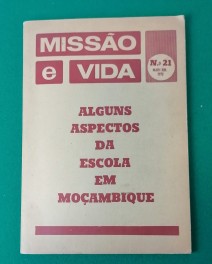 MISSÃO
e VIDA
N.º 21
ALGUNS
ASPECTOS
DA
ESCOLA
EM
MOÇAMBIQUE